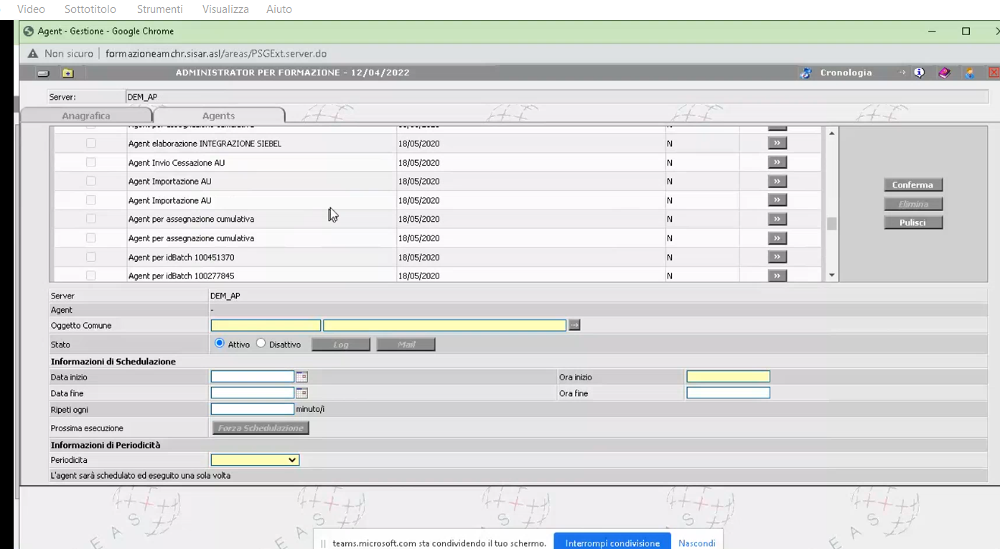 Video Sottotitolo Strumenti Visualizza Aiuto
Agent - Gestione - Google Chrome
Non sicuro | formazioneamchr.sisar.asl/areas/PSGExt.server.do
ADMINISTRATOR PER FORMAZIONE - 12/04/2022 Cronologia
Server: DEM_AP
Anagrafica Agents
Agent per assegnazione cumulativa 18/05/2020 N »
Agent elaborazione INTEGRAZIONE SIEBEL 18/05/2020 N »
Agent Invio Cessazione AU 18/05/2020 N »
Agent Importazione AU 18/05/2020 N »
Agent Importazione AU 18/05/2020 N »
Agent per assegnazione cumulativa 18/05/2020 N »
Agent per assegnazione cumulativa 18/05/2020 N »
Agent per idBatch 100451370 18/05/2020 N »
Agent per idBatch 100277845 18/05/2020 N »
Conferma
Elimina
Pulisci
Server DEM_AP
Agent -
Oggetto Comune
Stato Attivo Disattivo Log Mail
Informazioni di Schedulazione
Data inizio Ora inizio
Data fine Ora fine
Ripeti ogni minuto/i
Prossima esecuzione Forza Schedulazione
Informazioni di Periodicità
Periodicita
L'agent sarà schedulato ed eseguito una sola volta
E A S
E A S
E A S
teams.microsoft.com sta condividendo il tuo schermo. Interrompi condivisione Nascondi